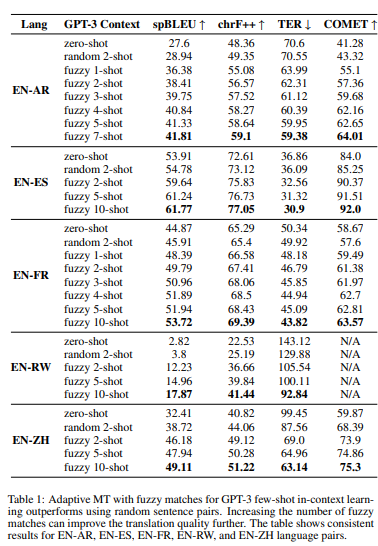 Lang GPT-3 Context spBLEU ↑ chrF++ ↑ TER ↓ COMET ↑
zero-shot 27.6 48.36 70.6 41.28
random 2-shot 28.94 49.35 70.55 43.32
fuzzy 1-shot 36.38 55.08 63.99 55.1
fuzzy 2-shot 38.41 56.57 62.31 57.36
EN-AR fuzzy 3-shot 39.75 57.52 61.12 59.68
fuzzy 4-shot 40.84 58.27 60.39 62.16
fuzzy 5-shot 41.33 58.64 59.95 62.65
fuzzy 7-shot 41.81 59.1 59.38 64.01
zero-shot 53.91 72.61 36.86 84.0
random 2-shot 54.78 73.12 36.09 85.25
EN-ES fuzzy 2-shot 59.64 75.83 32.56 90.37
fuzzy 5-shot 61.24 76.73 31.32 91.51
fuzzy 10-shot 61.77 77.05 30.9 92.0
zero-shot 44.87 65.29 50.34 58.67
random 2-shot 45.91 65.4 49.92 57.6
fuzzy 1-shot 48.39 66.58 48.18 59.49
fuzzy 2-shot 49.79 67.41 46.79 61.38
EN-FR fuzzy 3-shot 50.96 68.06 45.85 61.97
fuzzy 4-shot 51.89 68.5 44.94 62.7
fuzzy 5-shot 51.94 68.43 45.09 62.81
fuzzy 10-shot 53.72 69.39 43.82 63.57
zero-shot 2.82 22.53 143.12 N/A
random 2-shot 3.8 25.19 129.88 N/A
EN-RW fuzzy 2-shot 12.23 36.66 105.54 N/A
fuzzy 5-shot 14.96 39.84 100.11 N/A
fuzzy 10-shot 17.87 41.44 92.84 N/A
zero-shot 32.41 40.82 99.45 59.87
random 2-shot 38.72 44.06 87.56 68.39
EN-ZH fuzzy 2-shot 46.18 49.12 69.0 73.9
fuzzy 5-shot 47.94 50.28 64.96 74.86
fuzzy 10-shot 49.11 51.22 63.14 75.3
Table 1: Adaptive MT with fuzzy matches for GPT-3 few-shot in-context learn-
ing outperforms using random sentence pairs. Increasing the number of fuzzy
matches can improve the translation quality further. The table shows consistent
results for EN-AR, EN-ES, EN-FR, EN-RW, and EN-ZH language pairs.